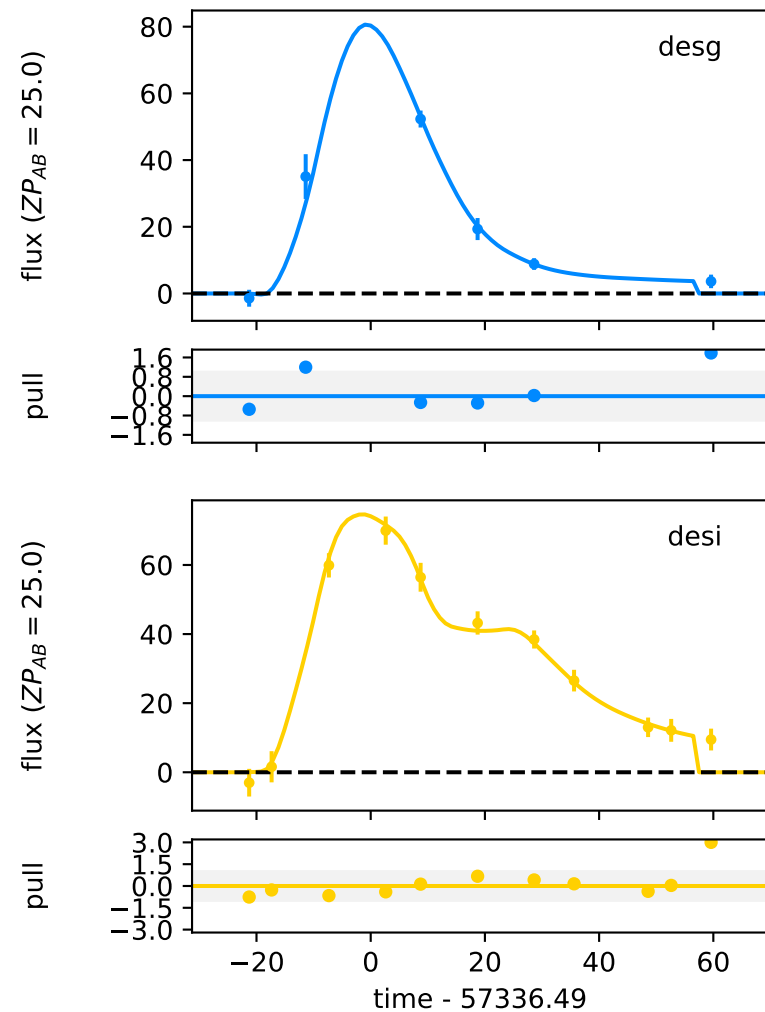 desg
flux (ZP_AB = 25.0)
80
60
40
20
0
pull
1.6
0.8
0.0
−0.8
−1.6
desi
flux (ZP_AB = 25.0)
60
40
20
0
pull
3.0
1.5
0.0
−1.5
−3.0
−20 0 20 40 60
time - 57336.49